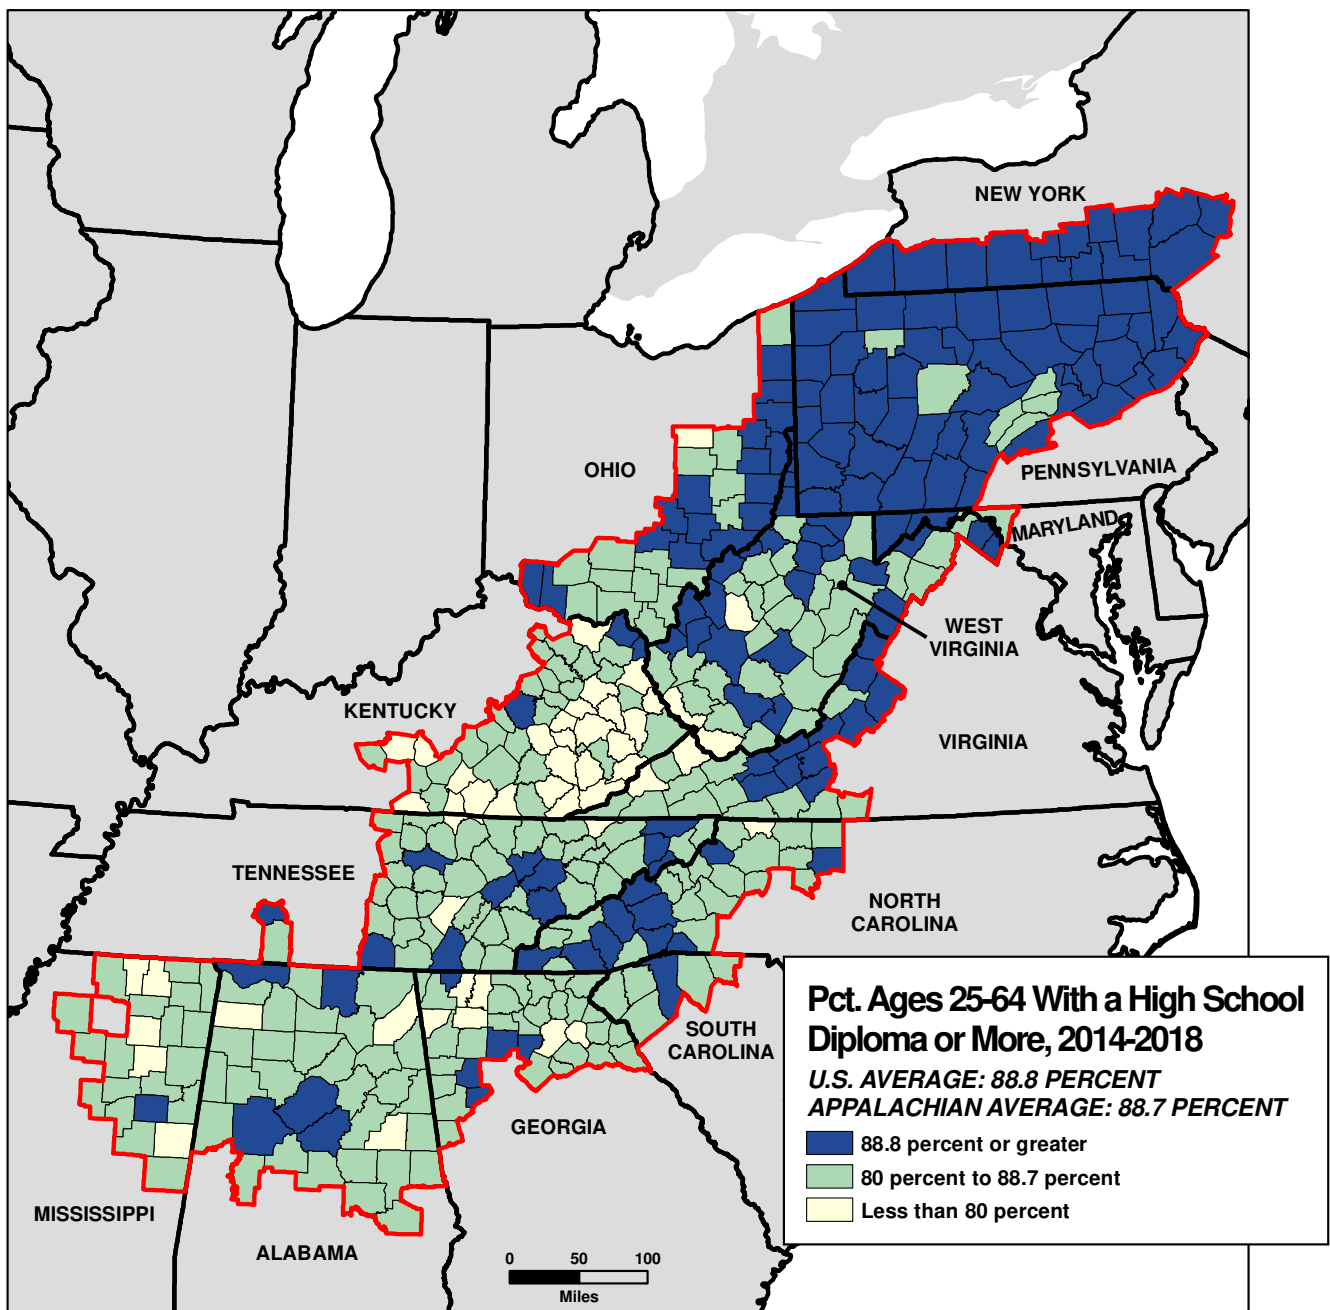 NEW YORK
OHIO
PENNSYLVANIA
MARYLAND
WEST
VIRGINIA
KENTUCKY
VIRGINIA
TENNESSEE
NORTH
CAROLINA
SOUTH
CAROLINA
GEORGIA
MISSISSIPPI
ALABAMA
Pct. Ages 25-64 With a High School
Diploma or More, 2014-2018
U.S. AVERAGE: 88.8 PERCENT
APPALACHIAN AVERAGE: 88.7 PERCENT
88.8 percent or greater
80 percent to 88.7 percent
Less than 80 percent
0 50 100
Miles